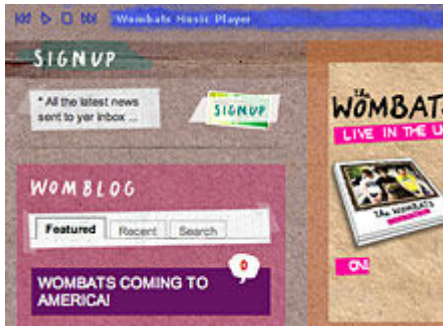 Wombats Music Player
SIGNUP
* All the latest news
sent to yer inbox ...
SIGNUP
the
WOMBATS
LIVE IN THE U
WOMBLOG
Featured
Recent
Search
The WOMBATS
0
WOMBATS COMING TO
AMERICA!
ON